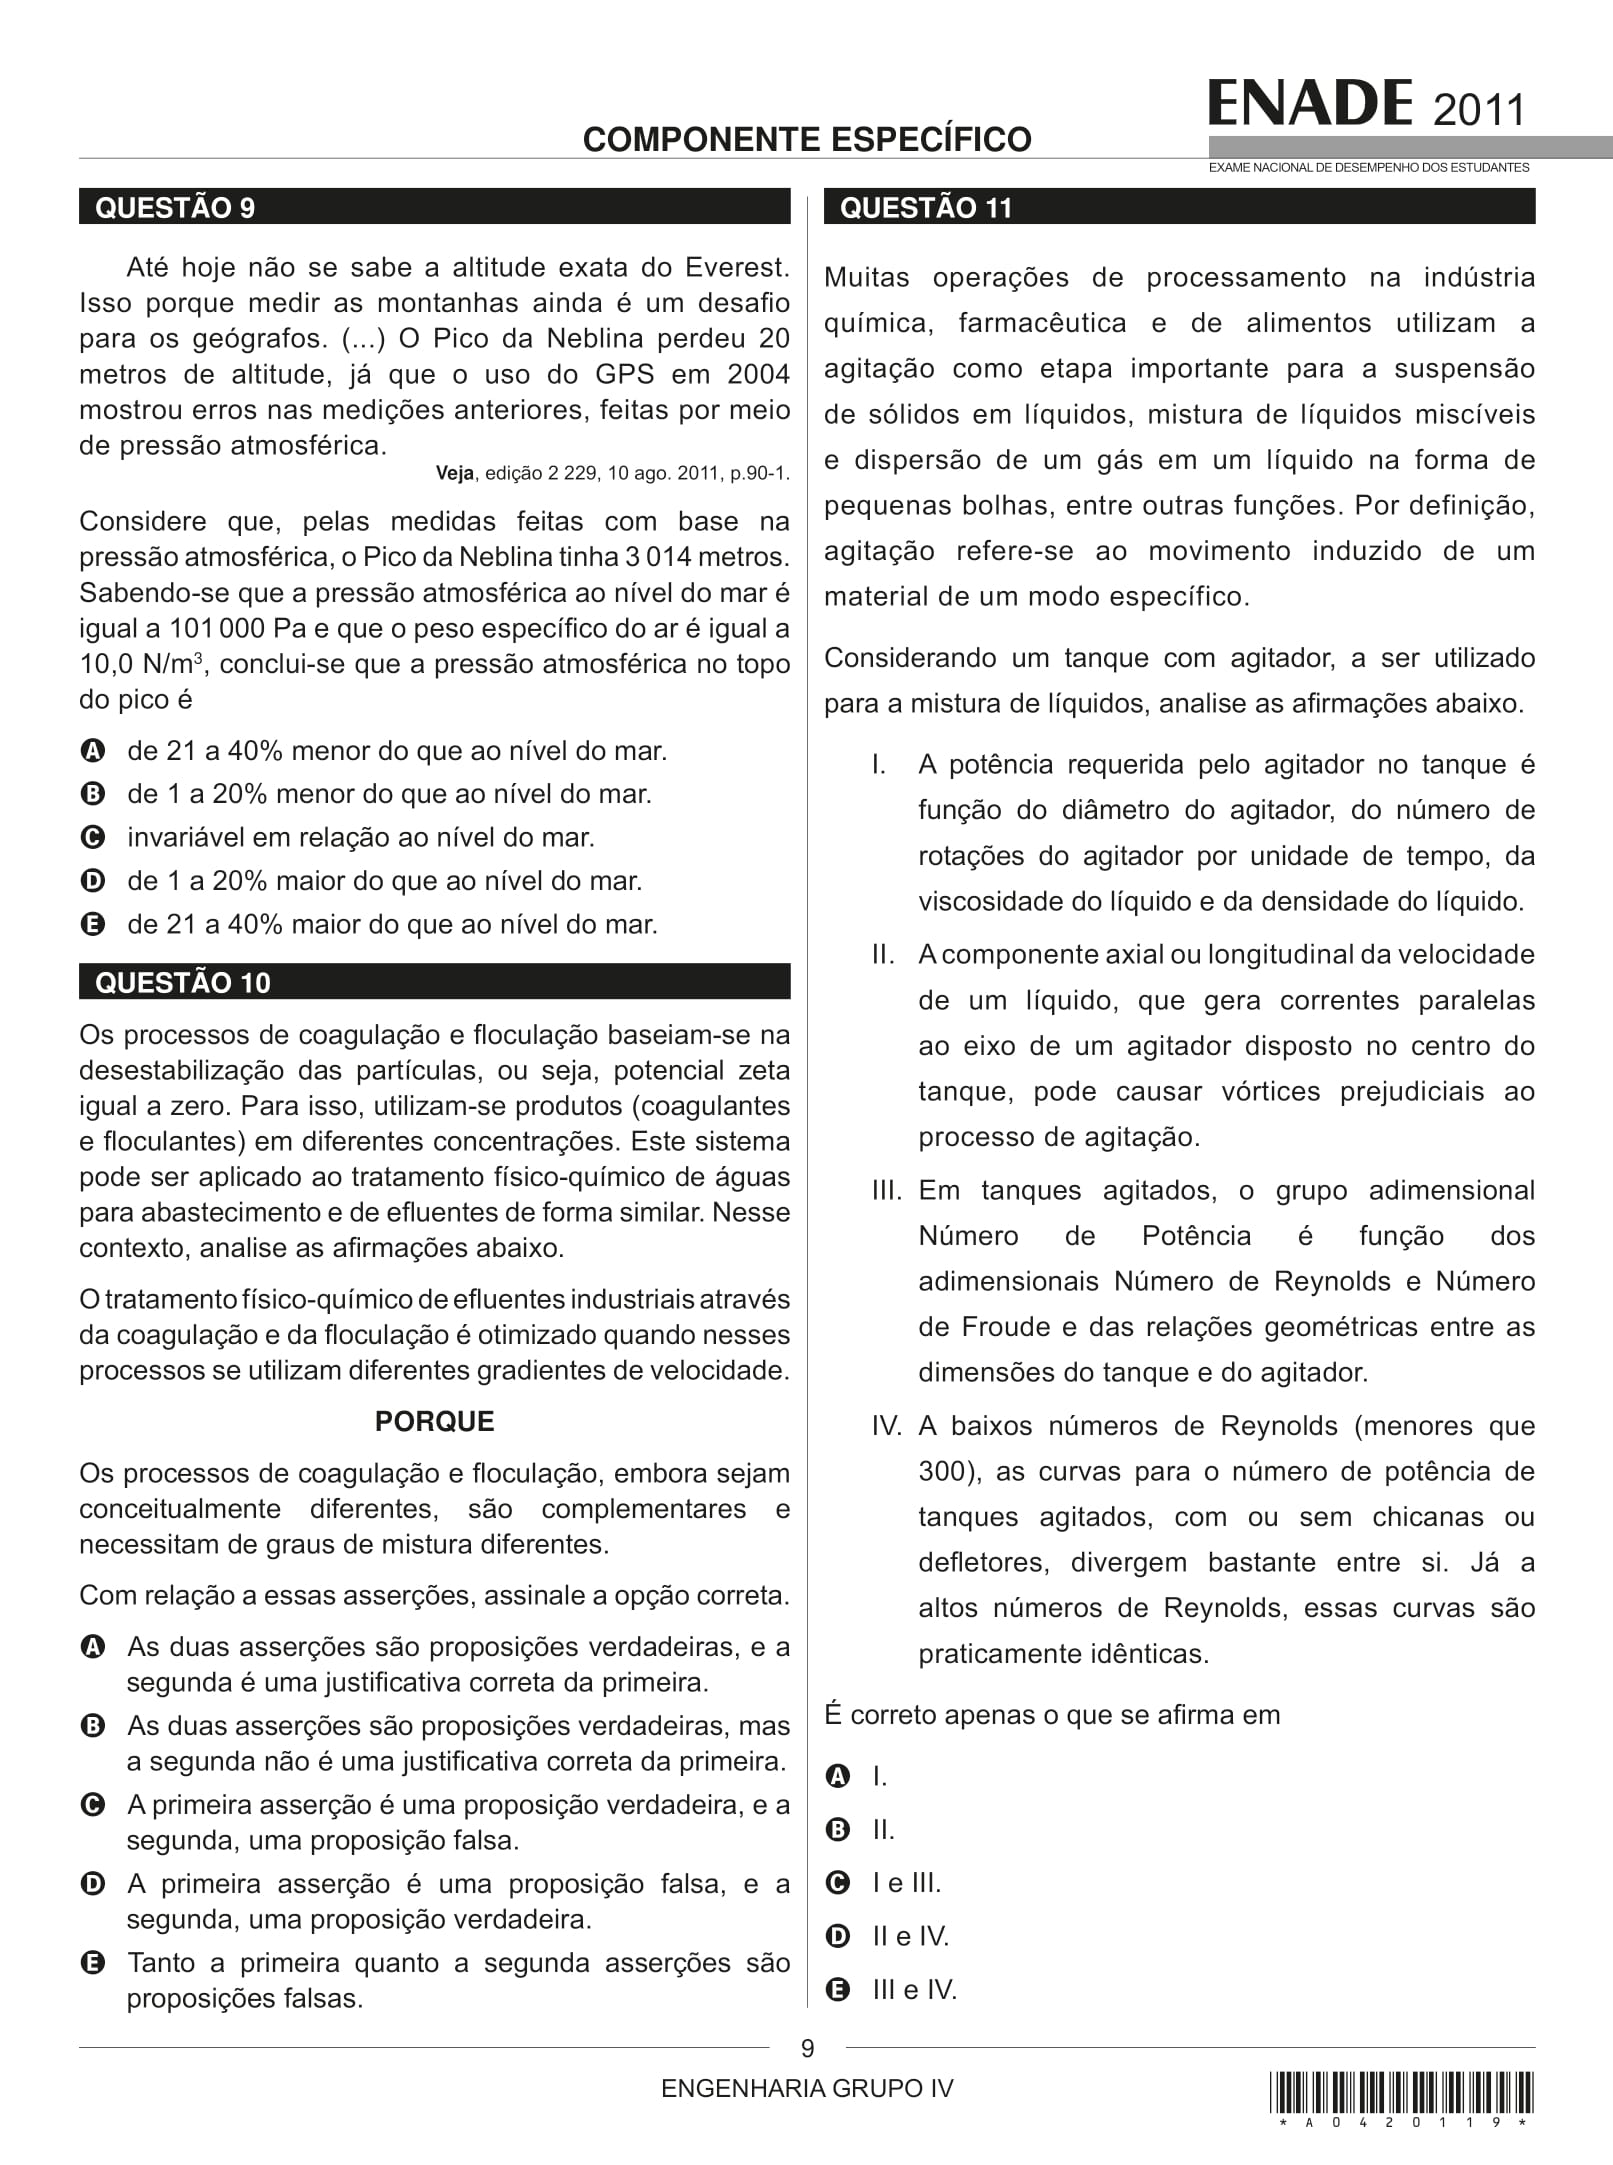 ENADE 2011
COMPONENTE ESPECÍFICO
EXAME NACIONAL DE DESEMPENHO DOS ESTUDANTES
QUESTÃO 9
Até hoje não se sabe a altitude exata do Everest.
Isso porque medir as montanhas ainda é um desafio
para os geógrafos. (...) O Pico da Neblina perdeu 20
metros de altitude, já que o uso do GPS em 2004
mostrou erros nas medições anteriores, feitas por meio
de pressão atmosférica.
Veja, edição 2 229, 10 ago. 2011, p.90-1.
Considere que, pelas medidas feitas com base na
pressão atmosférica, o Pico da Neblina tinha 3 014 metros.
Sabendo-se que a pressão atmosférica ao nível do mar é
igual a 101 000 Pa e que o peso específico do ar é igual a
10,0 N/m³, conclui-se que a pressão atmosférica no topo
do pico é
A de 21 a 40% menor do que ao nível do mar.
B de 1 a 20% menor do que ao nível do mar.
C invariável em relação ao nível do mar.
D de 1 a 20% maior do que ao nível do mar.
E de 21 a 40% maior do que ao nível do mar.
QUESTÃO 10
Os processos de coagulação e floculação baseiam-se na
desestabilização das partículas, ou seja, potencial zeta
igual a zero. Para isso, utilizam-se produtos (coagulantes
e floculantes) em diferentes concentrações. Este sistema
pode ser aplicado ao tratamento físico-químico de águas
para abastecimento e de efluentes de forma similar. Nesse
contexto, analise as afirmações abaixo.
O tratamento físico-químico de efluentes industriais através
da coagulação e da floculação é otimizado quando nesses
processos se utilizam diferentes gradientes de velocidade.
PORQUE
Os processos de coagulação e floculação, embora sejam
conceitualmente diferentes, são complementares e
necessitam de graus de mistura diferentes.
Com relação a essas asserções, assinale a opção correta.
A As duas asserções são proposições verdadeiras, e a
segunda é uma justificativa correta da primeira.
B As duas asserções são proposições verdadeiras, mas
a segunda não é uma justificativa correta da primeira.
C A primeira asserção é uma proposição verdadeira, e a
segunda, uma proposição falsa.
D A primeira asserção é uma proposição falsa, e a
segunda, uma proposição verdadeira.
E Tanto a primeira quanto a segunda asserções são
proposições falsas.
QUESTÃO 11
Muitas operações de processamento na indústria
química, farmacêutica e de alimentos utilizam a
agitação como etapa importante para a suspensão
de sólidos em líquidos, mistura de líquidos miscíveis
e dispersão de um gás em um líquido na forma de
pequenas bolhas, entre outras funções. Por definição,
agitação refere-se ao movimento induzido de um
material de um modo específico.
Considerando um tanque com agitador, a ser utilizado
para a mistura de líquidos, analise as afirmações abaixo.
I. A potência requerida pelo agitador no tanque é
função do diâmetro do agitador, do número de
rotações do agitador por unidade de tempo, da
viscosidade do líquido e da densidade do líquido.
II. A componente axial ou longitudinal da velocidade
de um líquido, que gera correntes paralelas
ao eixo de um agitador disposto no centro do
tanque, pode causar vórtices prejudiciais ao
processo de agitação.
III. Em tanques agitados, o grupo adimensional
Número de Potência é função dos
adimensionais Número de Reynolds e Número
de Froude e das relações geométricas entre as
dimensões do tanque e do agitador.
IV. A baixos números de Reynolds (menores que
300), as curvas para o número de potência de
tanques agitados, com ou sem chicanas ou
defletores, divergem bastante entre si. Já a
altos números de Reynolds, essas curvas são
praticamente idênticas.
É correto apenas o que se afirma em
A I.
B II.
C I e III.
D II e IV.
E III e IV.
9
ENGENHARIA GRUPO IV
*A0420119*